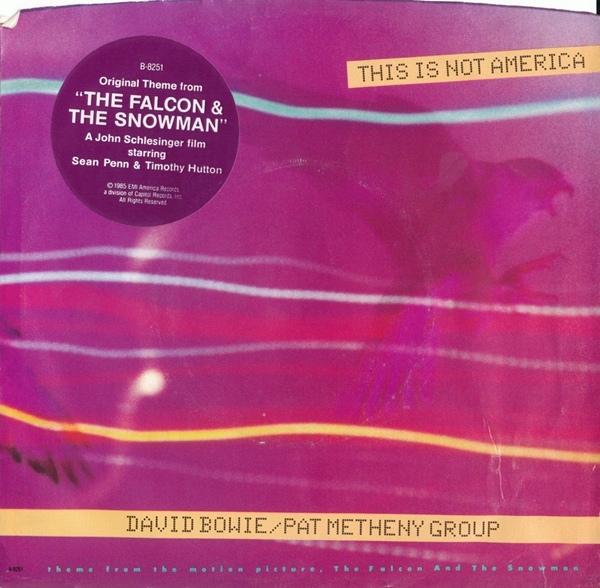 B-8251
Original Theme from
"THE FALCON &
THE SNOWMAN"
A John Schlesinger film
starring
Sean Penn & Timothy Hutton
© 1985 EMI America Records,
a division of Capitol Records, Inc.
All Rights Reserved
THIS IS NOT AMERICA
DAVID BOWIE/PAT METHENY GROUP
B-8251 theme from the motion picture, The Falcon And The Snowman